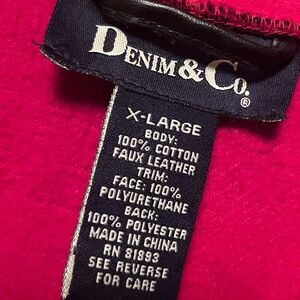 DENIM & CO.®
X-LARGE
BODY:
100% COTTON
FAUX LEATHER
TRIM:
FACE: 100%
POLYURETHANE
BACK:
100% POLYESTER
MADE IN CHINA
RN 81993
SEE REVERSE
FOR CARE